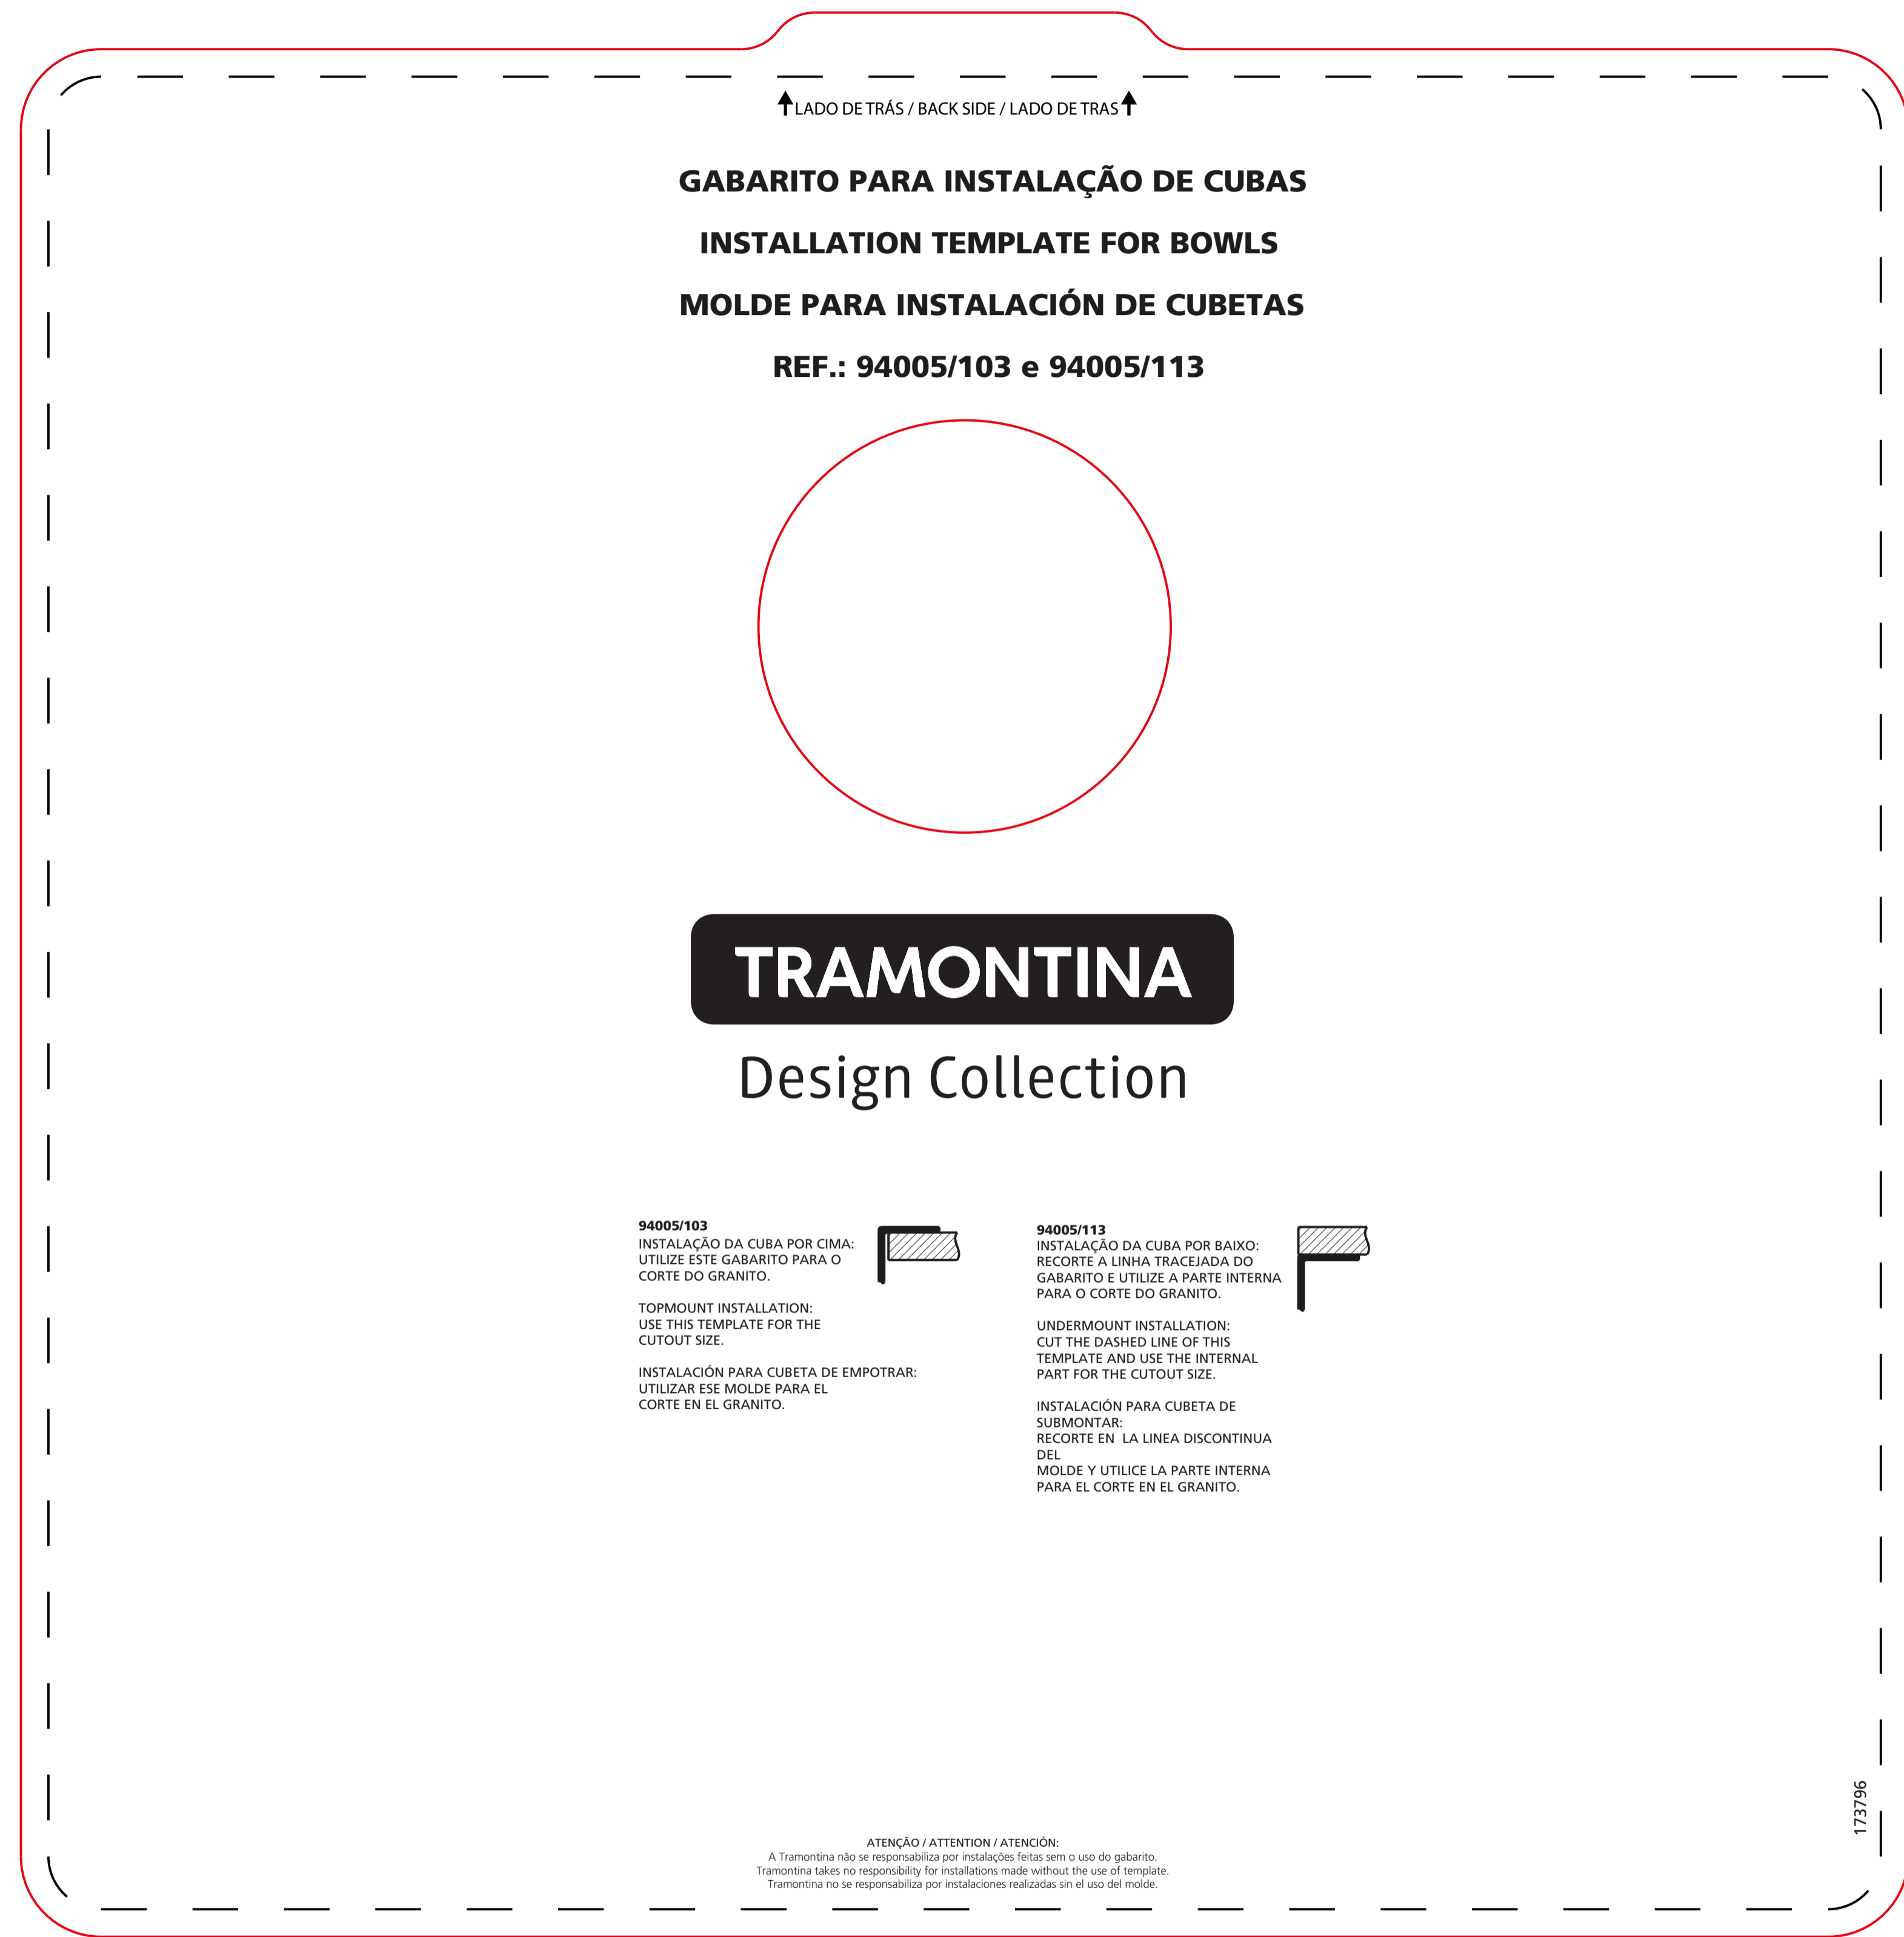 LADO DE TRÁS / BACK SIDE / LADO DE TRAS
GABARITO PARA INSTALAÇÃO DE CUBAS
INSTALLATION TEMPLATE FOR BOWLS
MOLDE PARA INSTALACIÓN DE CUBETAS
REF.: 94005/103 e 94005/113
TRAMONTINA
Design Collection
94005/103
INSTALAÇÃO DA CUBA POR CIMA:
UTILIZE ESTE GABARITO PARA O
CORTE DO GRANITO.
TOPMOUNT INSTALLATION:
USE THIS TEMPLATE FOR THE
CUTOUT SIZE.
INSTALACIÓN PARA CUBETA DE EMPOTRAR:
UTILIZAR ESE MOLDE PARA EL
CORTE EN EL GRANITO.
94005/113
INSTALAÇÃO DA CUBA POR BAIXO:
RECORTE A LINHA TRACEJADA DO
GABARITO E UTILIZE A PARTE INTERNA
PARA O CORTE DO GRANITO.
UNDERMOUNT INSTALLATION:
CUT THE DASHED LINE OF THIS
TEMPLATE AND USE THE INTERNAL
PART FOR THE CUTOUT SIZE.
INSTALACIÓN PARA CUBETA DE
SUBMONTAR:
RECORTE EN  LA LINEA DISCONTINUA
DEL
MOLDE Y UTILICE LA PARTE INTERNA
PARA EL CORTE EN EL GRANITO.
173796
ATENÇÃO / ATTENTION / ATENCIÓN:
A Tramontina não se responsabiliza por instalações feitas sem o uso do gabarito.
Tramontina takes no responsibility for installations made without the use of template.
Tramontina no se responsabiliza por instalaciones realizadas sin el uso del molde.